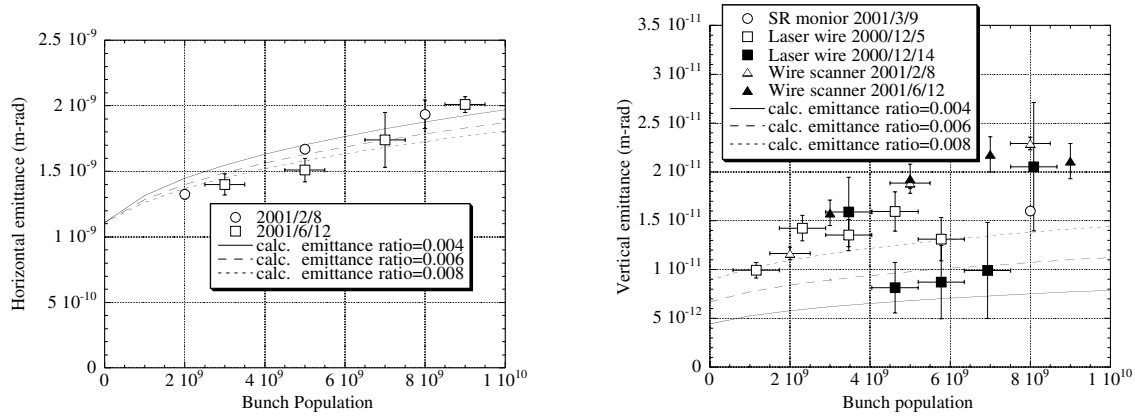 2.5 10⁻⁹
2 10⁻⁹
1.5 10⁻⁹
1 10⁻⁹
5 10⁻¹⁰
0
Horizontal emittance (m-rad)
2001/2/8
2001/6/12
calc. emittance ratio=0.004
calc. emittance ratio=0.006
calc. emittance ratio=0.008
0 2 10⁹ 4 10⁹ 6 10⁹ 8 10⁹ 1 10¹⁰
Bunch Population
3.5 10⁻¹¹
3 10⁻¹¹
2.5 10⁻¹¹
2 10⁻¹¹
1.5 10⁻¹¹
1 10⁻¹¹
5 10⁻¹²
0
Vertical emittance (m-rad)
SR monior 2001/3/9
Laser wire 2000/12/5
Laser wire 2000/12/14
Wire scanner 2001/2/8
Wire scanner 2001/6/12
calc. emittance ratio=0.004
calc. emittance ratio=0.006
calc. emittance ratio=0.008
0 2 10⁹ 4 10⁹ 6 10⁹ 8 10⁹ 1 10¹⁰
Bunch population